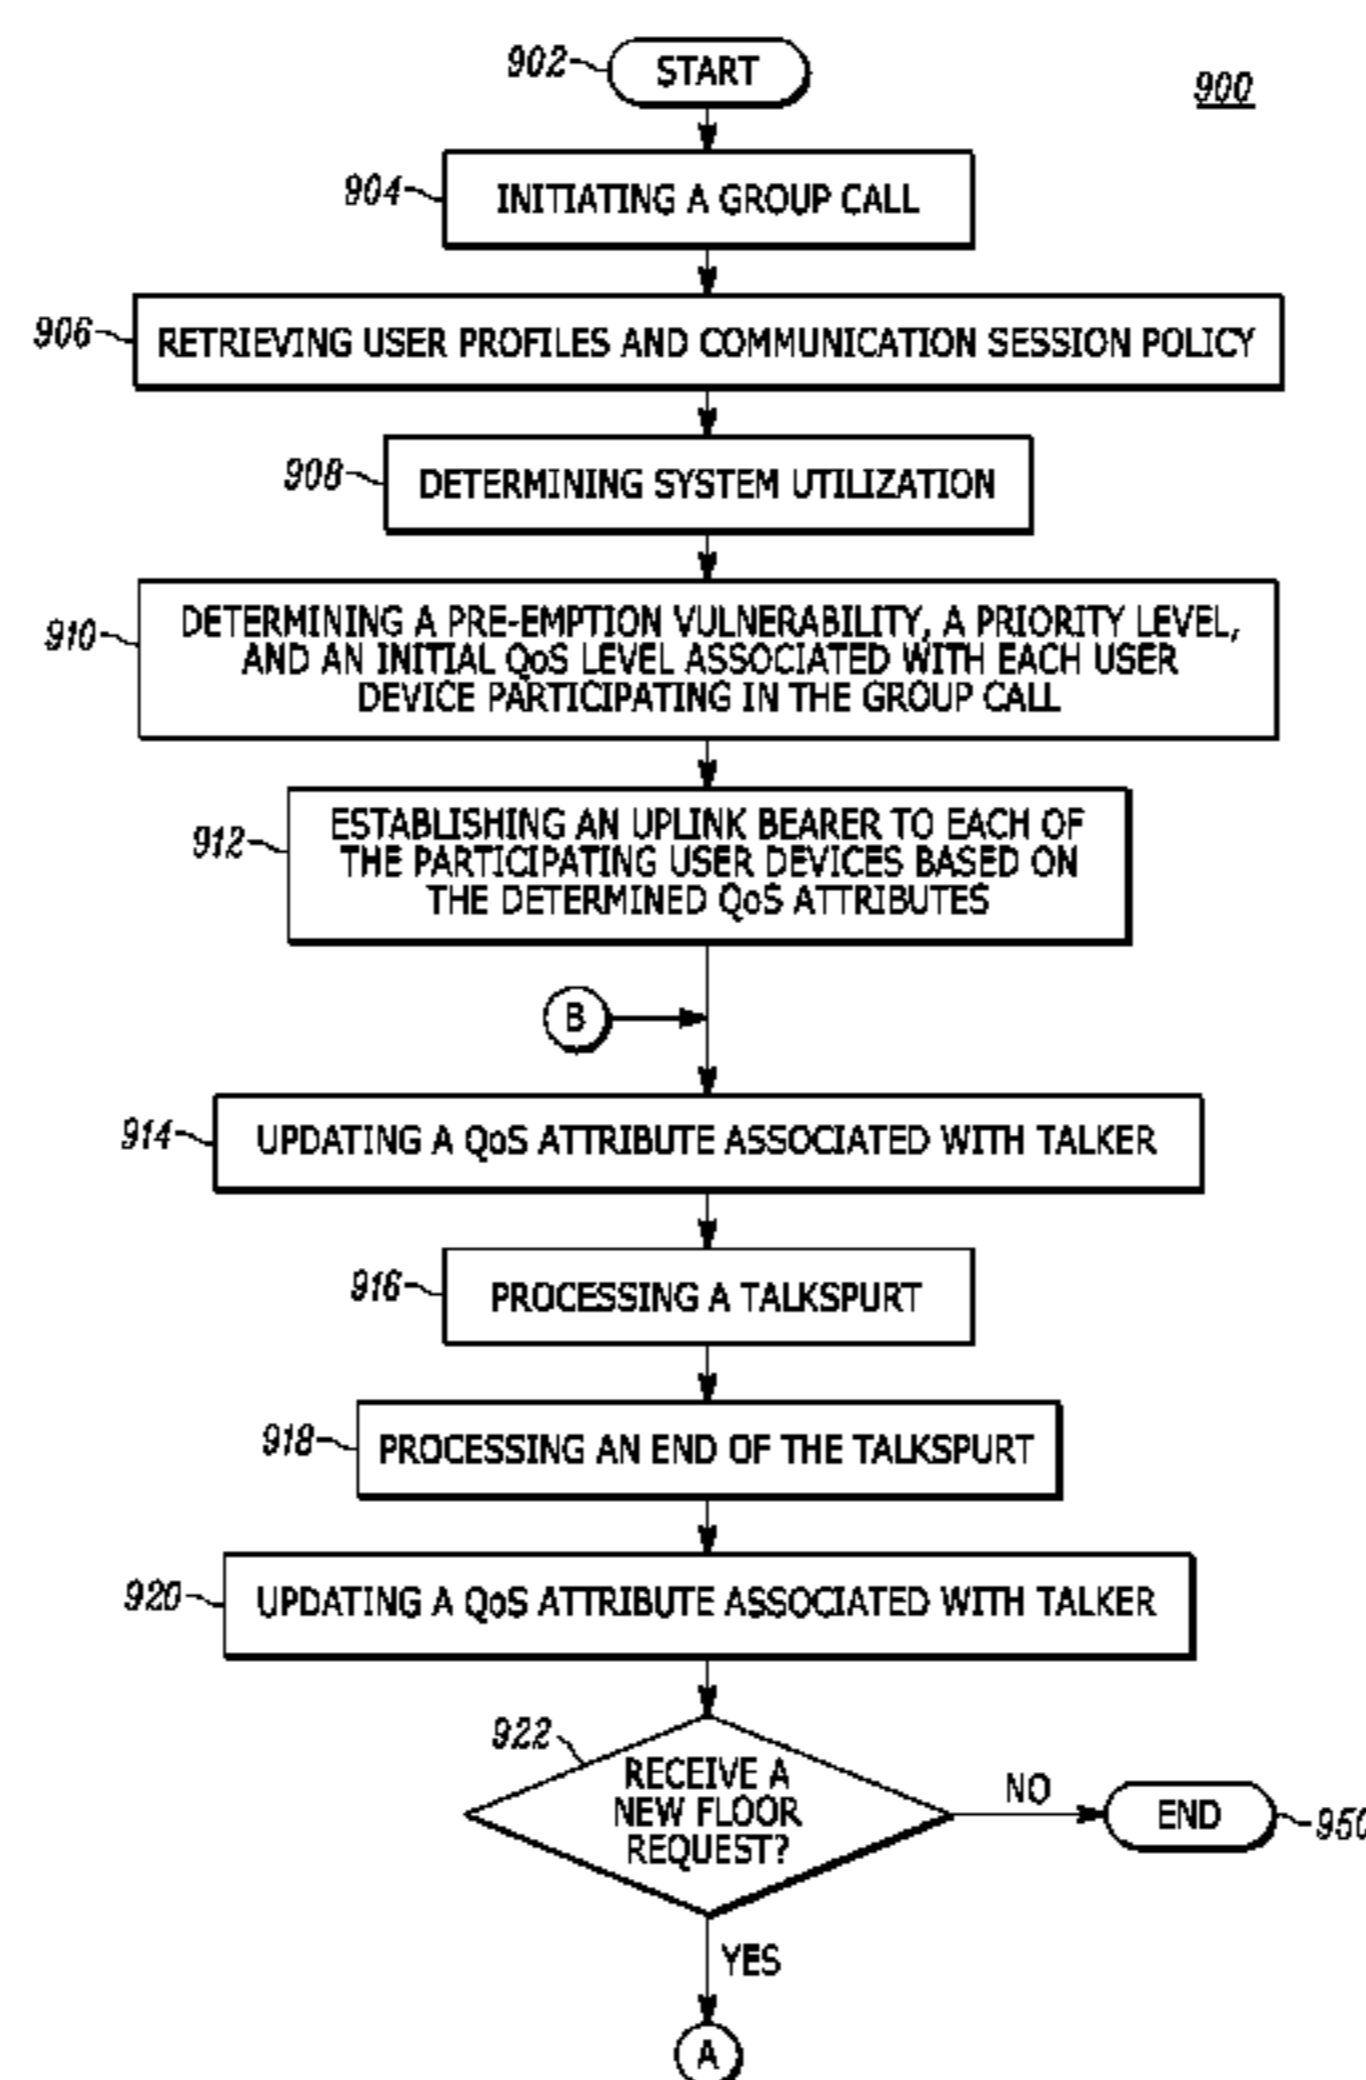 902
START
900
904
INITIATING A GROUP CALL
906
RETRIEVING USER PROFILES AND COMMUNICATION SESSION POLICY
908
DETERMINING SYSTEM UTILIZATION
910
DETERMINING A PRE-EMPTION VULNERABILITY, A PRIORITY LEVEL,
AND AN INITIAL QoS LEVEL ASSOCIATED WITH EACH USER
DEVICE PARTICIPATING IN THE GROUP CALL
912
ESTABLISHING AN UPLINK BEARER TO EACH OF
THE PARTICIPATING USER DEVICES BASED ON
THE DETERMINED QoS ATTRIBUTES
B
914
UPDATING A QoS ATTRIBUTE ASSOCIATED WITH TALKER
916
PROCESSING A TALKSPURT
918
PROCESSING AN END OF THE TALKSPURT
920
UPDATING A QoS ATTRIBUTE ASSOCIATED WITH TALKER
922
RECEIVE A
NEW FLOOR
REQUEST?
NO
END
950
YES
A